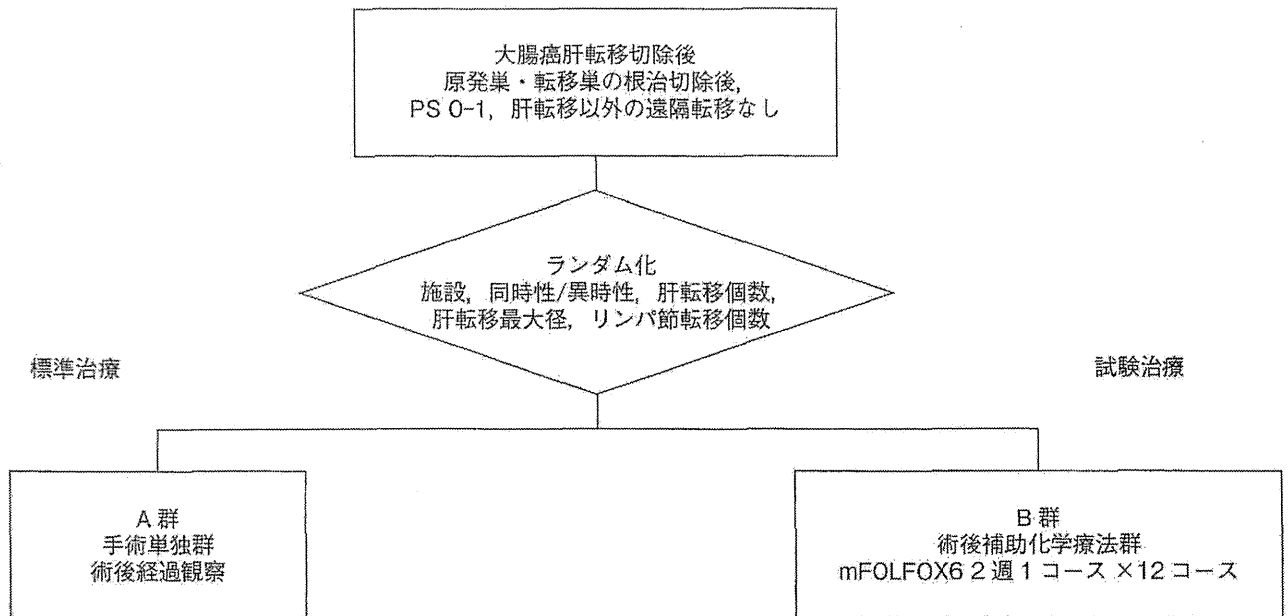 大腸癌肝転移切除後
原発巣・転移巣の根治切除後,
PS 0-1, 肝転移以外の遠隔転移なし
ランダム化
施設, 同時性/異時性, 肝転移個数,
肝転移最大径, リンパ節転移個数
標準治療
試験治療
A 群
手術単独群
術後経過観察
B 群
術後補助化学療法群
mFOLFOX6 2 週 1 コース ×12 コース